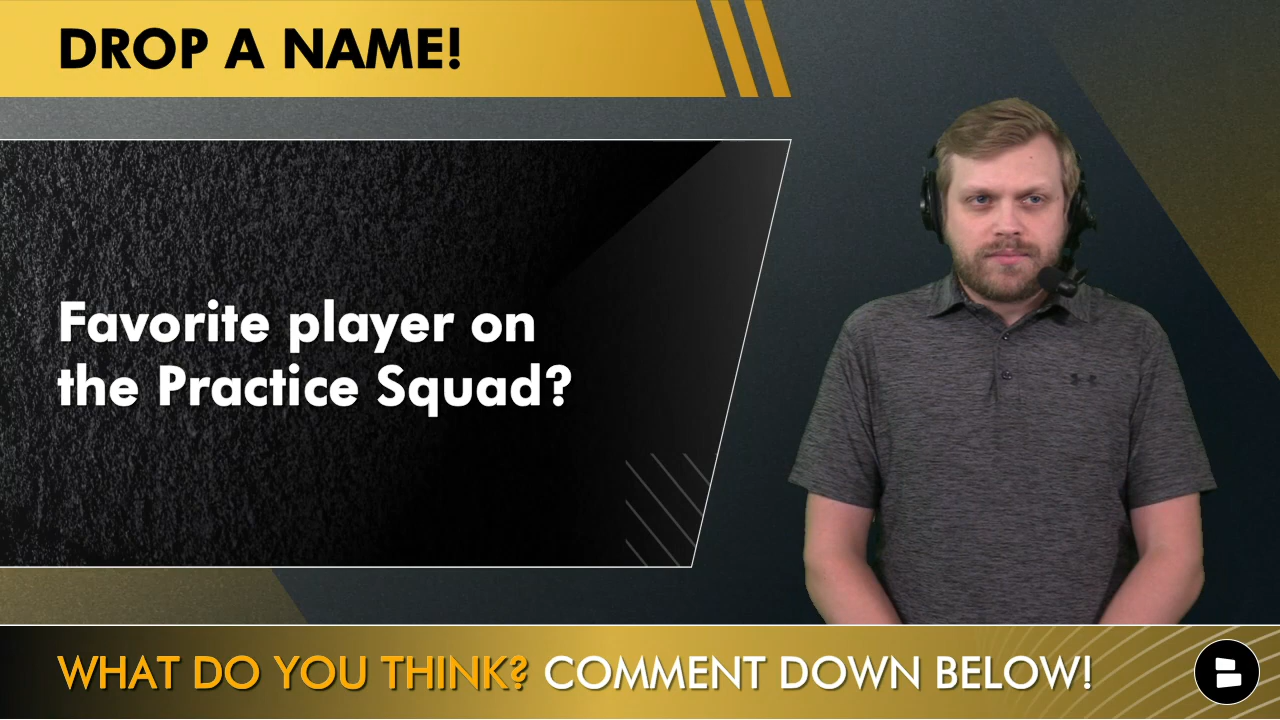 DROP A NAME!
Favorite player on
the Practice Squad?
WHAT DO YOU THINK? COMMENT DOWN BELOW!